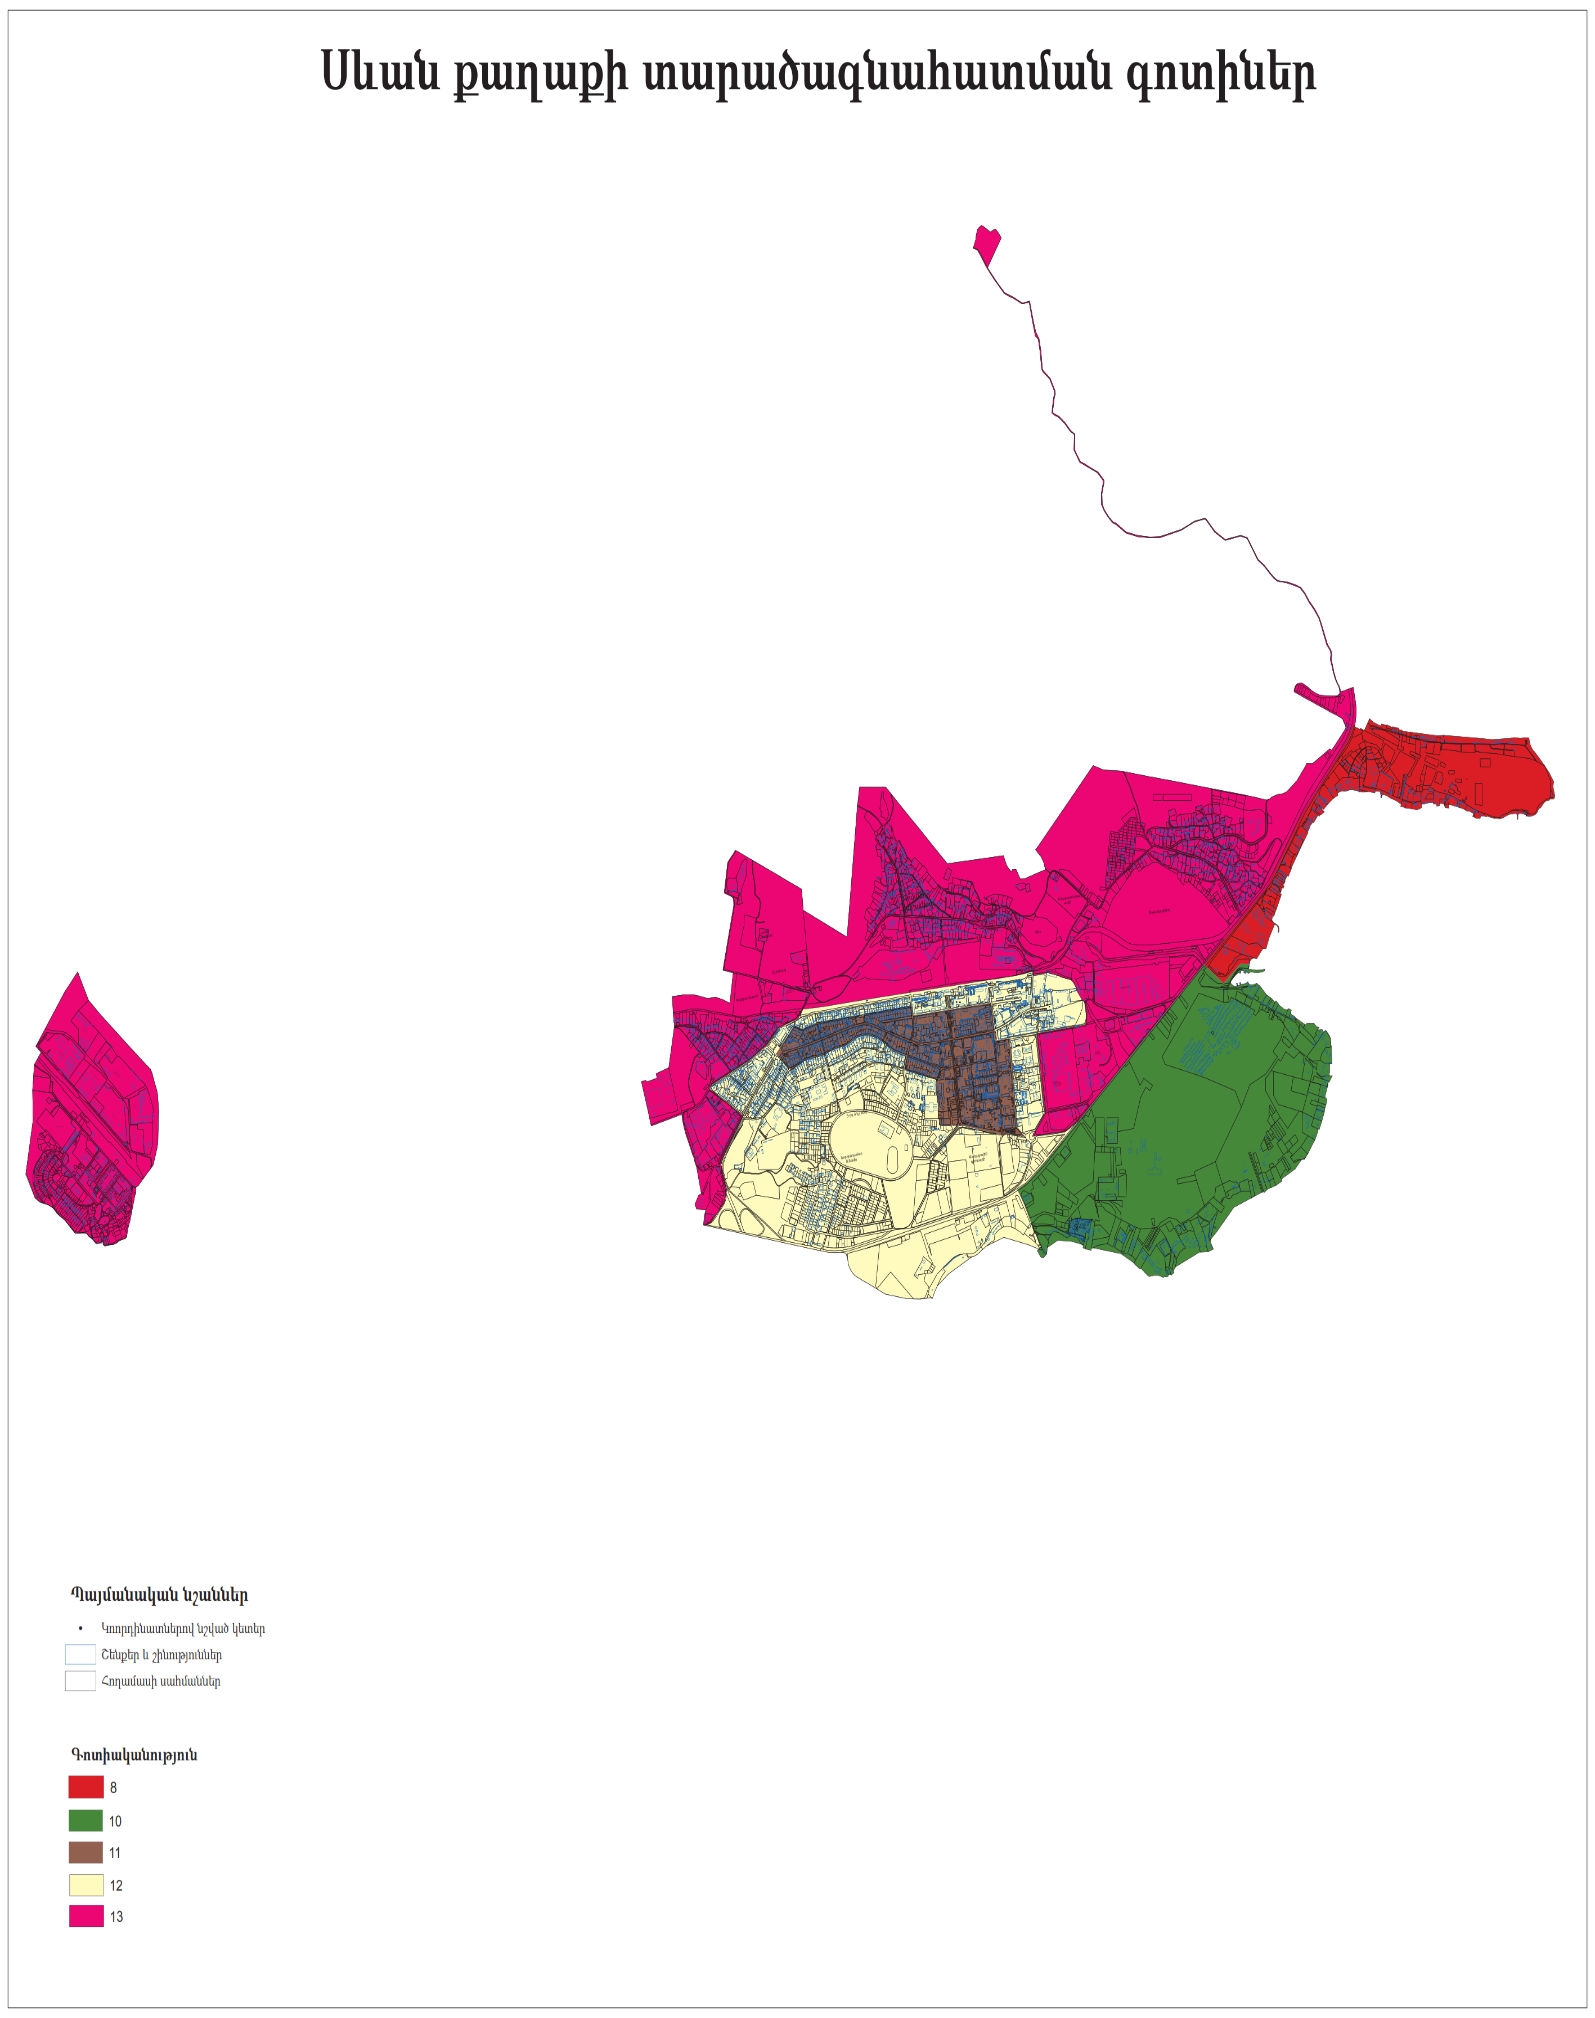 Սևան քաղաքի տարածագնահատման գոտիներ
Պայմանական նշաններ
Կոորդինատներով նշված կետեր
Շենքեր և շինություններ
Հողամասի սահմաններ
Գոտիականություն
8
10
11
12
13